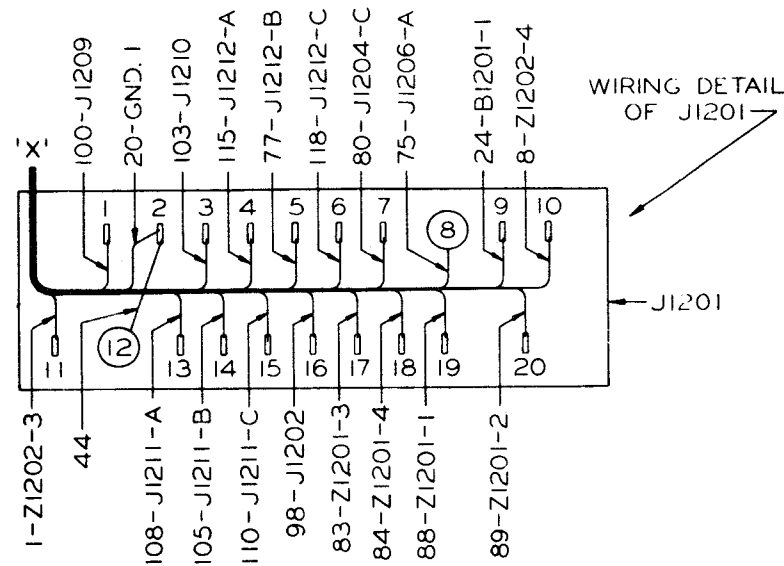 'X'
100-J1209
20-GND. 1
103-J1210
115-J1212-A
77-J1212-B
118-J1212-C
80-J1204-C
75-J1206-A
24-B1201-1
8-Z1202-4
WIRING DETAIL
OF J1201
1 2 3 4 5 6 7 8 9 10
J1201
11 12 13 14 15 16 17 18 19 20
1-Z1202-3
44
108-J1211-A
105-J1211-B
110-J1211-C
98-J1202
83-Z1201-3
84-Z1201-4
88-Z1201-1
89-Z1201-2